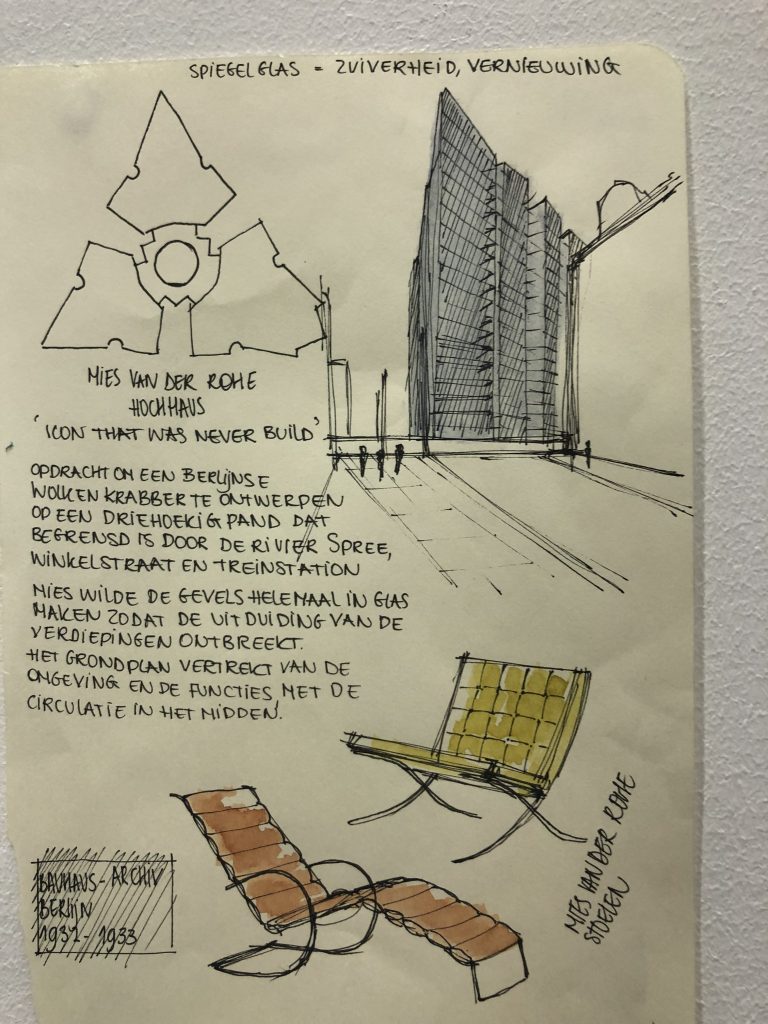 SPIEGELGLAS = ZUIVERHEID, VERNIEUWING
MIES VAN DER ROHE
HOCHHAUS
'ICON THAT WAS NEVER BUILD'
OPDRACHT OM EEN BERLIJNSE
WOLKENKRABBER TE ONTWERPEN
OP EEN DRIEHOEKIG PAND DAT
BEGRENSD IS DOOR DE RIVIER SPREE,
WINKELSTRAAT EN TREINSTATION
MIES WILDE DE GEVELS HELEMAAL IN GLAS
MAKEN ZODAT DE UITDUIDING VAN DE
VERDIEPINGEN ONTBREEKT.
HET GRONDPLAN VERTREKT VAN DE
OMGEVING EN DE FUNCTIES MET DE
CIRCULATIE IN HET MIDDEN.
MIES VAN DER ROHE
STOELEN
BAUHAUS-ARCHIV
BERLIJN
1932-1933